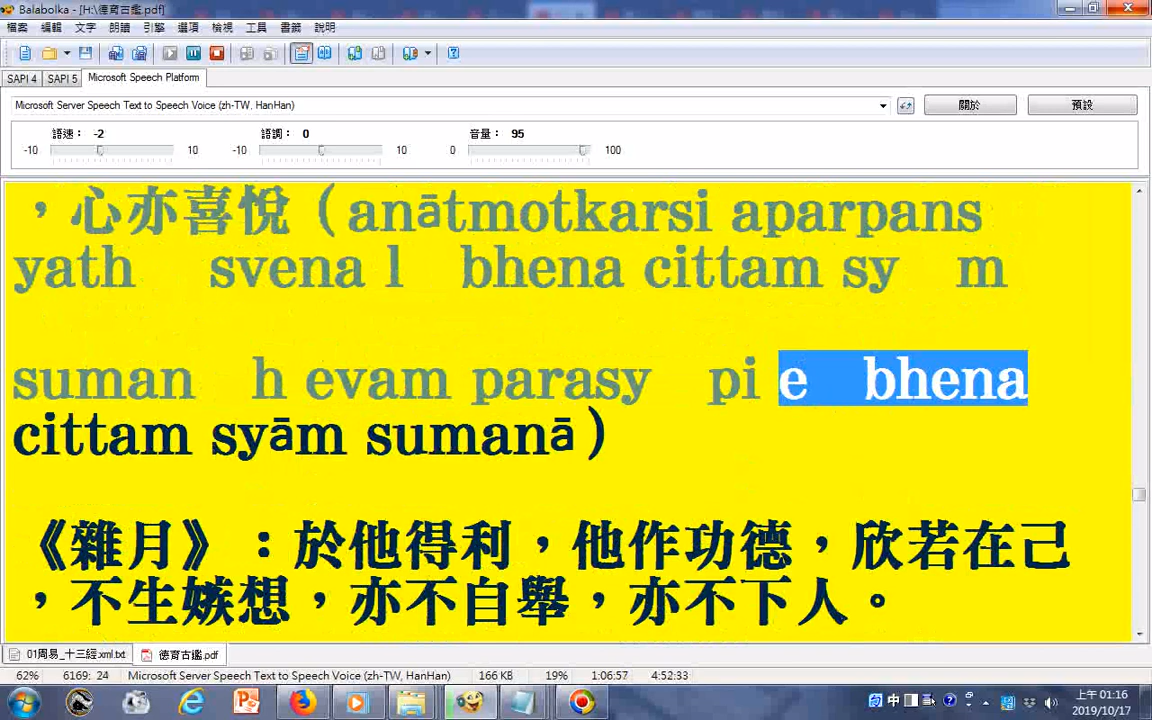 Balabolka - [H:\德育古鑑.pdf]
檔案 編輯 文字 朗讀 引擎 選項 檢視 工具 書籤 說明
SAPI 4 SAPI 5 Microsoft Speech Platform
Microsoft Server Speech Text to Speech Voice (zh-TW, HanHan) 關於 預設
語速： -2 語調： 0 音量： 95
-10 10 -10 10 0 100
，心亦喜悅（anātmotkarsi aparpans
yath svena l bhena cittam sy m
suman h evam parasy pi e bhena
cittam syām sumanā）
《雜月》：於他得利，他作功德，欣若在己
，不生嫉想，亦不自舉，亦不下人。
01周易_十三經.xml.txt 德育古鑑.pdf
62% 6169: 24 Microsoft Server Speech Text to Speech Voice (zh-TW, HanHan) 166 KB 19% 1:06:57 4:52:33
中 上午 01:16
2019/10/17